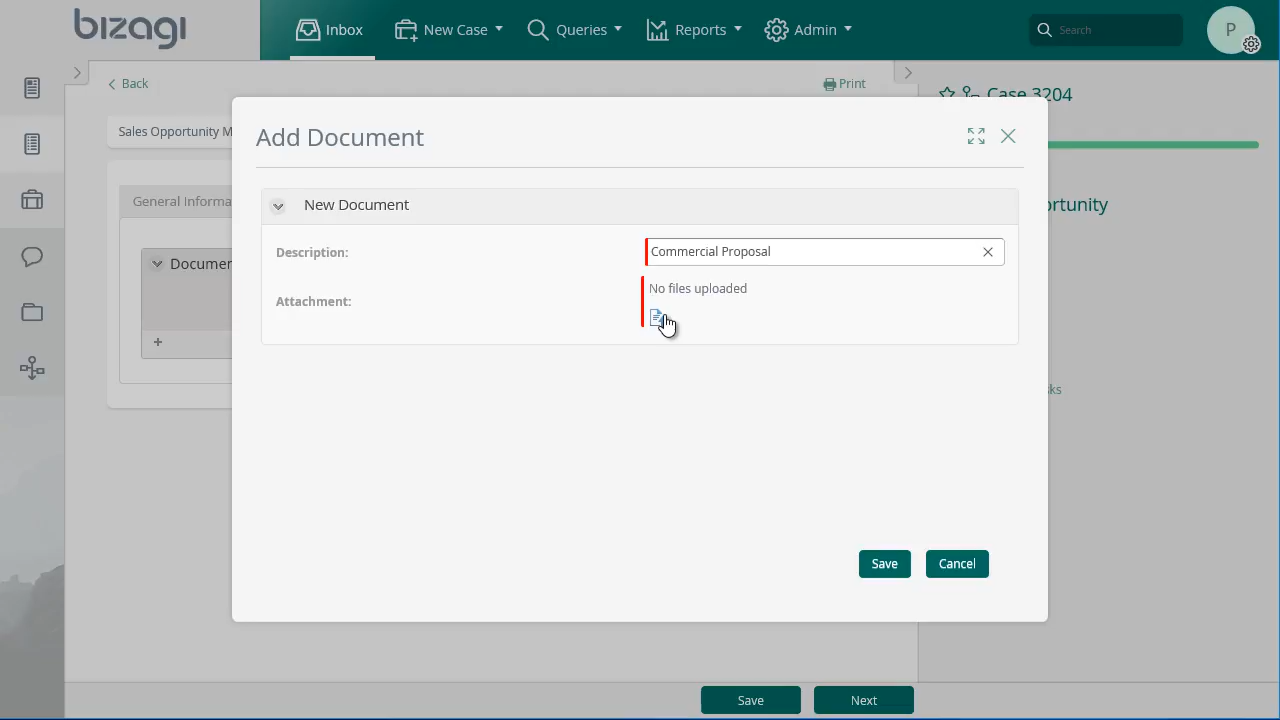 bizagi
Inbox
New Case
Queries
Reports
Admin
Search
P
Back
Print
Case 3204
Sales Opportunity M
Add Document
General Informa
New Document
ortunity
Description:
Commercial Proposal
Documen
No files uploaded
Attachment:
sks
Save
Cancel
Save
Next